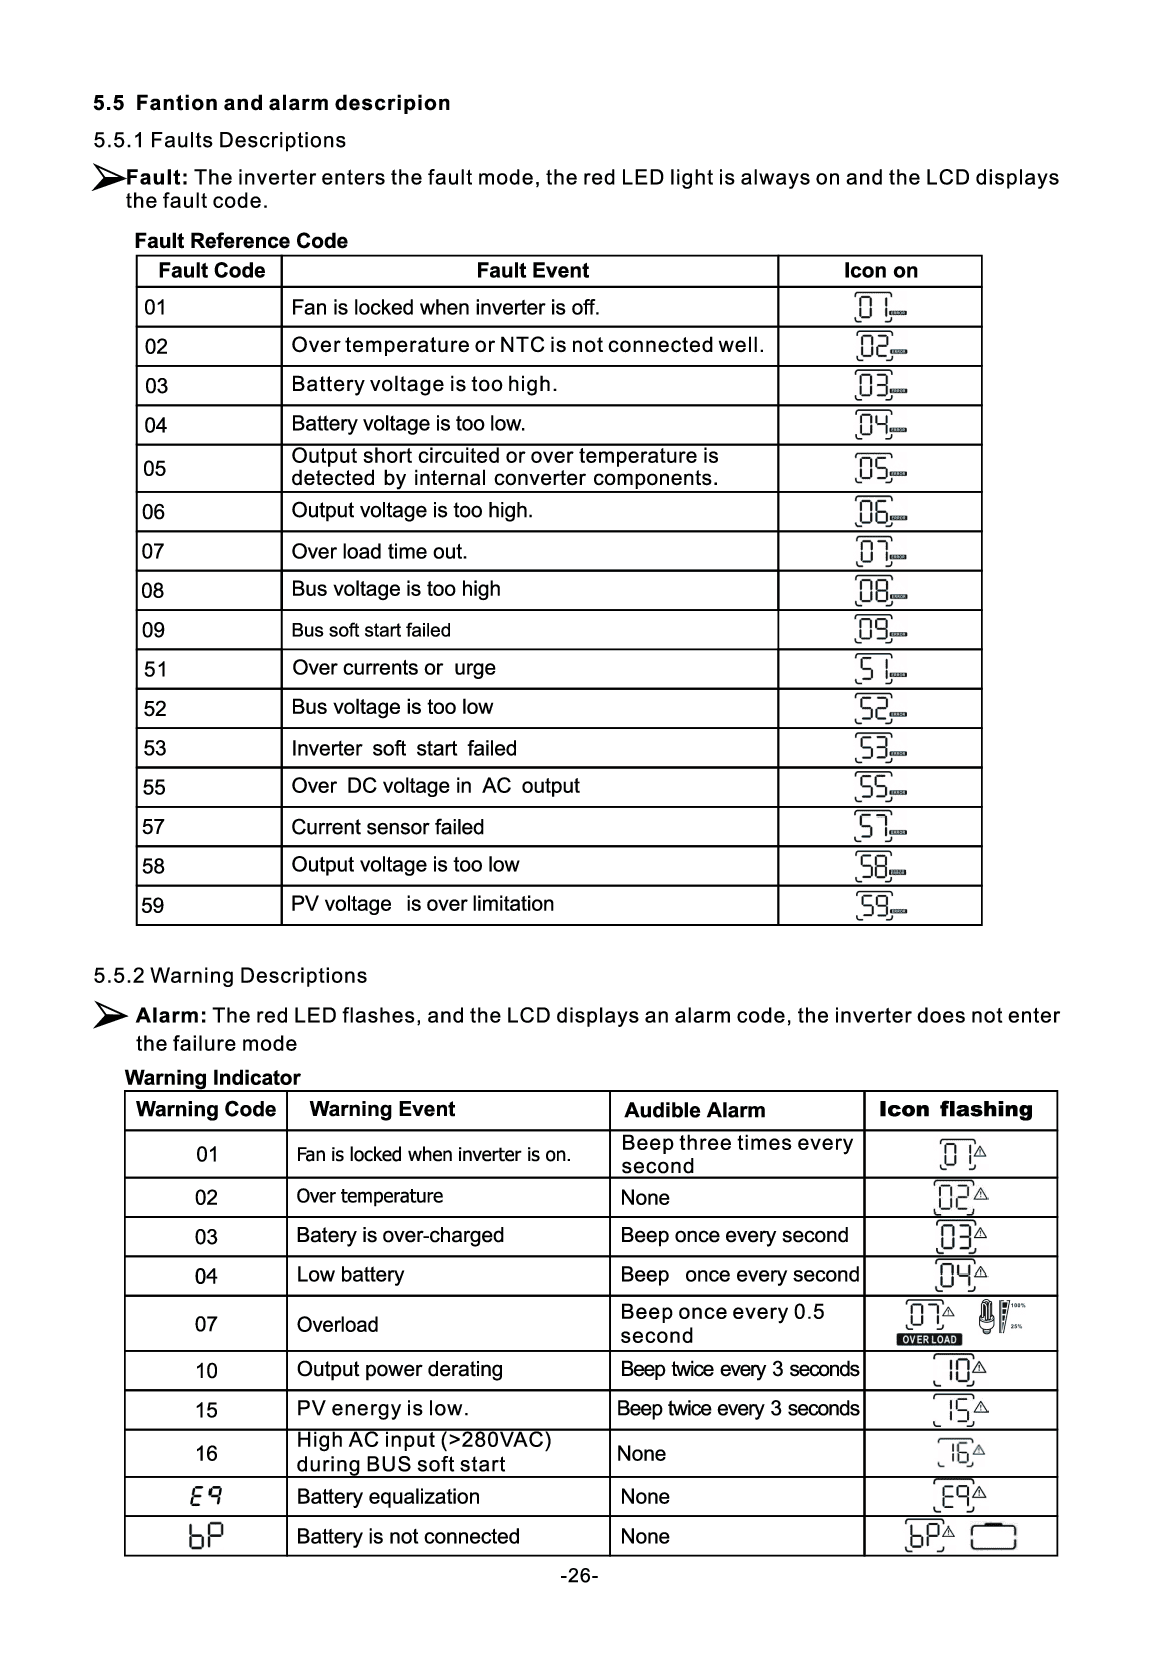 5.5 Fantion and alarm descripion
5.5.1 Faults Descriptions
Fault: The inverter enters the fault mode, the red LED light is always on and the LCD displays
the fault code.
Fault Reference Code
Fault Code Fault Event Icon on
01 Fan is locked when inverter is off. 01 ERROR
02 Over temperature or NTC is not connected well. 02 ERROR
03 Battery voltage is too high. 03 ERROR
04 Battery voltage is too low. 04 ERROR
05 Output short circuited or over temperature is
detected by internal converter components. 05 ERROR
06 Output voltage is too high. 06 ERROR
07 Over load time out. 07 ERROR
08 Bus voltage is too high 08 ERROR
09 Bus soft start failed 09 ERROR
51 Over currents or urge 51 ERROR
52 Bus voltage is too low 52 ERROR
53 Inverter soft start failed 53 ERROR
55 Over DC voltage in AC output 55 ERROR
57 Current sensor failed 57 ERROR
58 Output voltage is too low 58 ERROR
59 PV voltage is over limitation 59 ERROR
5.5.2 Warning Descriptions
Alarm: The red LED flashes, and the LCD displays an alarm code, the inverter does not enter
the failure mode
Warning Indicator
Warning Code Warning Event Audible Alarm Icon flashing
01 Fan is locked when inverter is on. Beep three times every
second 01
02 Over temperature None 02
03 Batery is over-charged Beep once every second 03
04 Low battery Beep once every second 04
07 Overload Beep once every 0.5
second 07 100% 25%
OVER LOAD
10 Output power derating Beep twice every 3 seconds 10
15 PV energy is low. Beep twice every 3 seconds 15
16 High AC input (>280VAC)
during BUS soft start None 16
Eq Battery equalization None Eq
bP Battery is not connected None bP
-26-